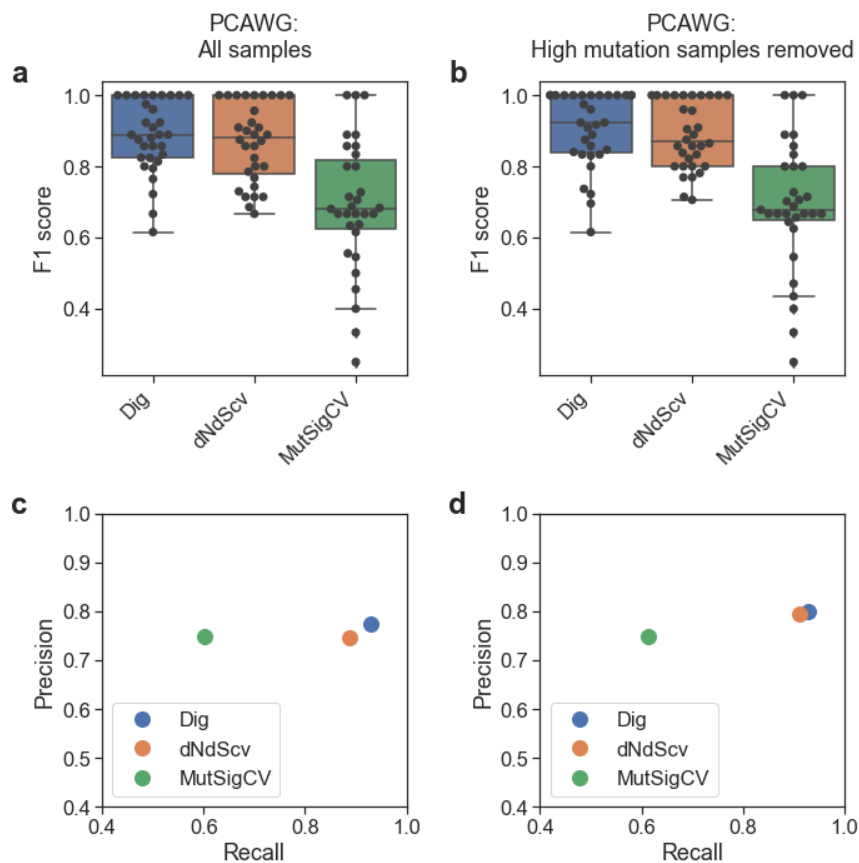 PCAWG:
All samples
PCAWG:
High mutation samples removed
a
1.0
0.8
0.6
0.4
F1 score
Dig
dNdScv
MutSigCV
b
1.0
0.8
0.6
0.4
F1 score
Dig
dNdScv
MutSigCV
c
1.0
0.9
0.8
0.7
0.6
0.5
0.4
Precision
Dig
dNdScv
MutSigCV
0.4 0.6 0.8 1.0
Recall
d
1.0
0.9
0.8
0.7
0.6
0.5
0.4
Precision
Dig
dNdScv
MutSigCV
0.4 0.6 0.8 1.0
Recall